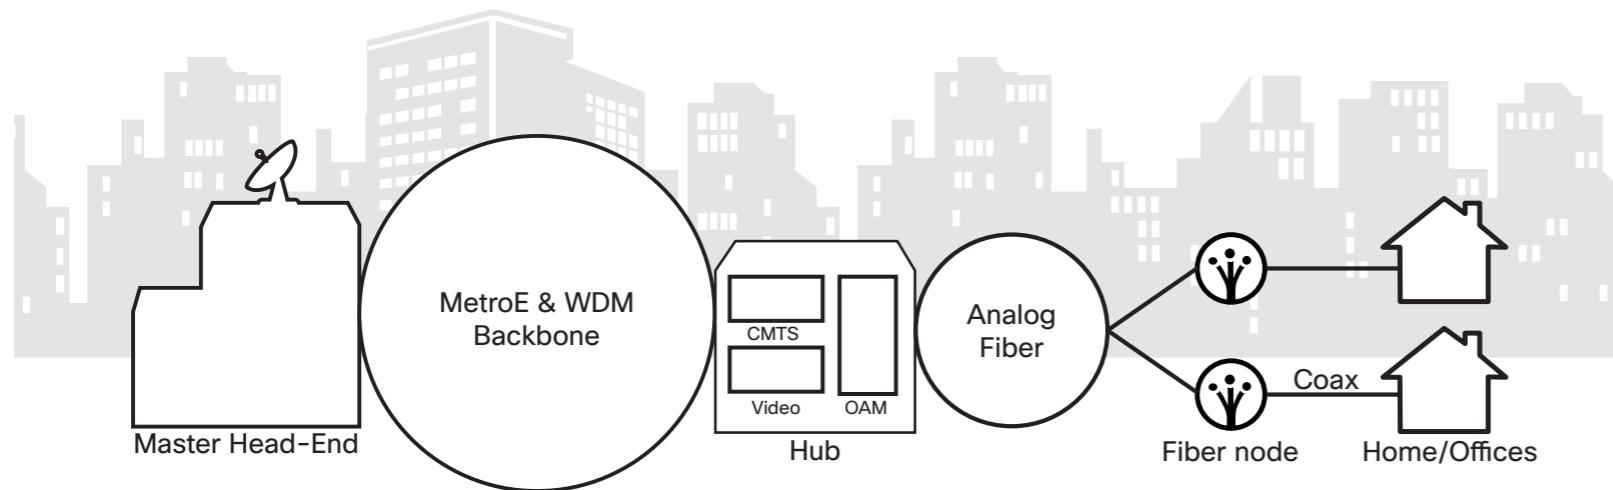 MetroE & WDM
Backbone
CMTS
Video
OAM
Analog
Fiber
Coax
Master Head-End
Hub
Fiber node
Home/Offices